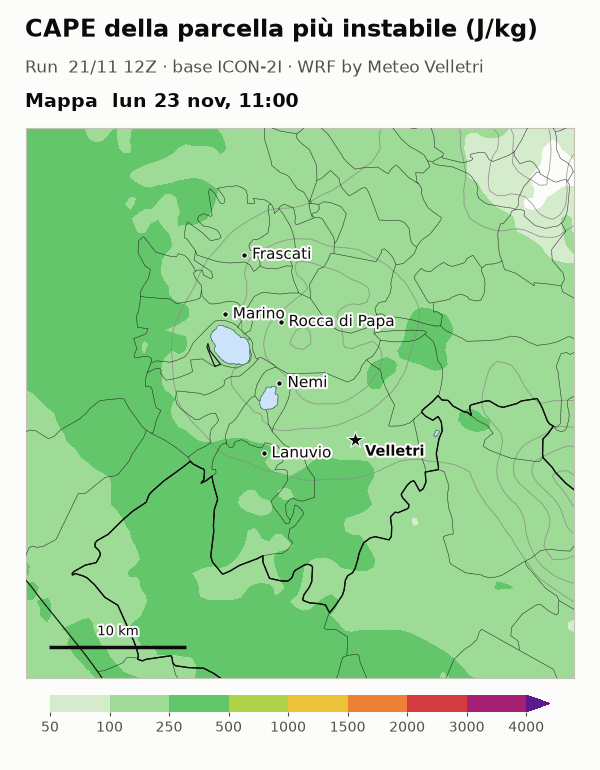 CAPE della parcella più instabile (J/kg)
Run  21/11 12Z · base ICON-2I · WRF by Meteo Velletri
Mappa  lun 23 nov, 11:00
Frascati
Marino
Rocca di Papa
Nemi
Velletri
Lanuvio
10 km
50 100 250 500 1000 1500 2000 3000 4000